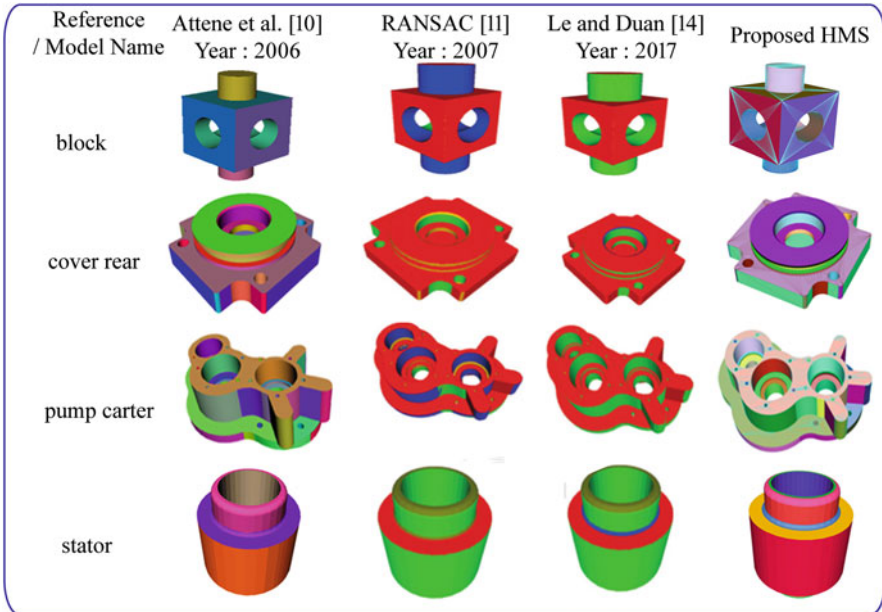 Reference / Model Name
Attene et al. [10]
Year : 2006
RANSAC [11]
Year : 2007
Le and Duan [14]
Year : 2017
Proposed HMS
block
cover rear
pump carter
stator